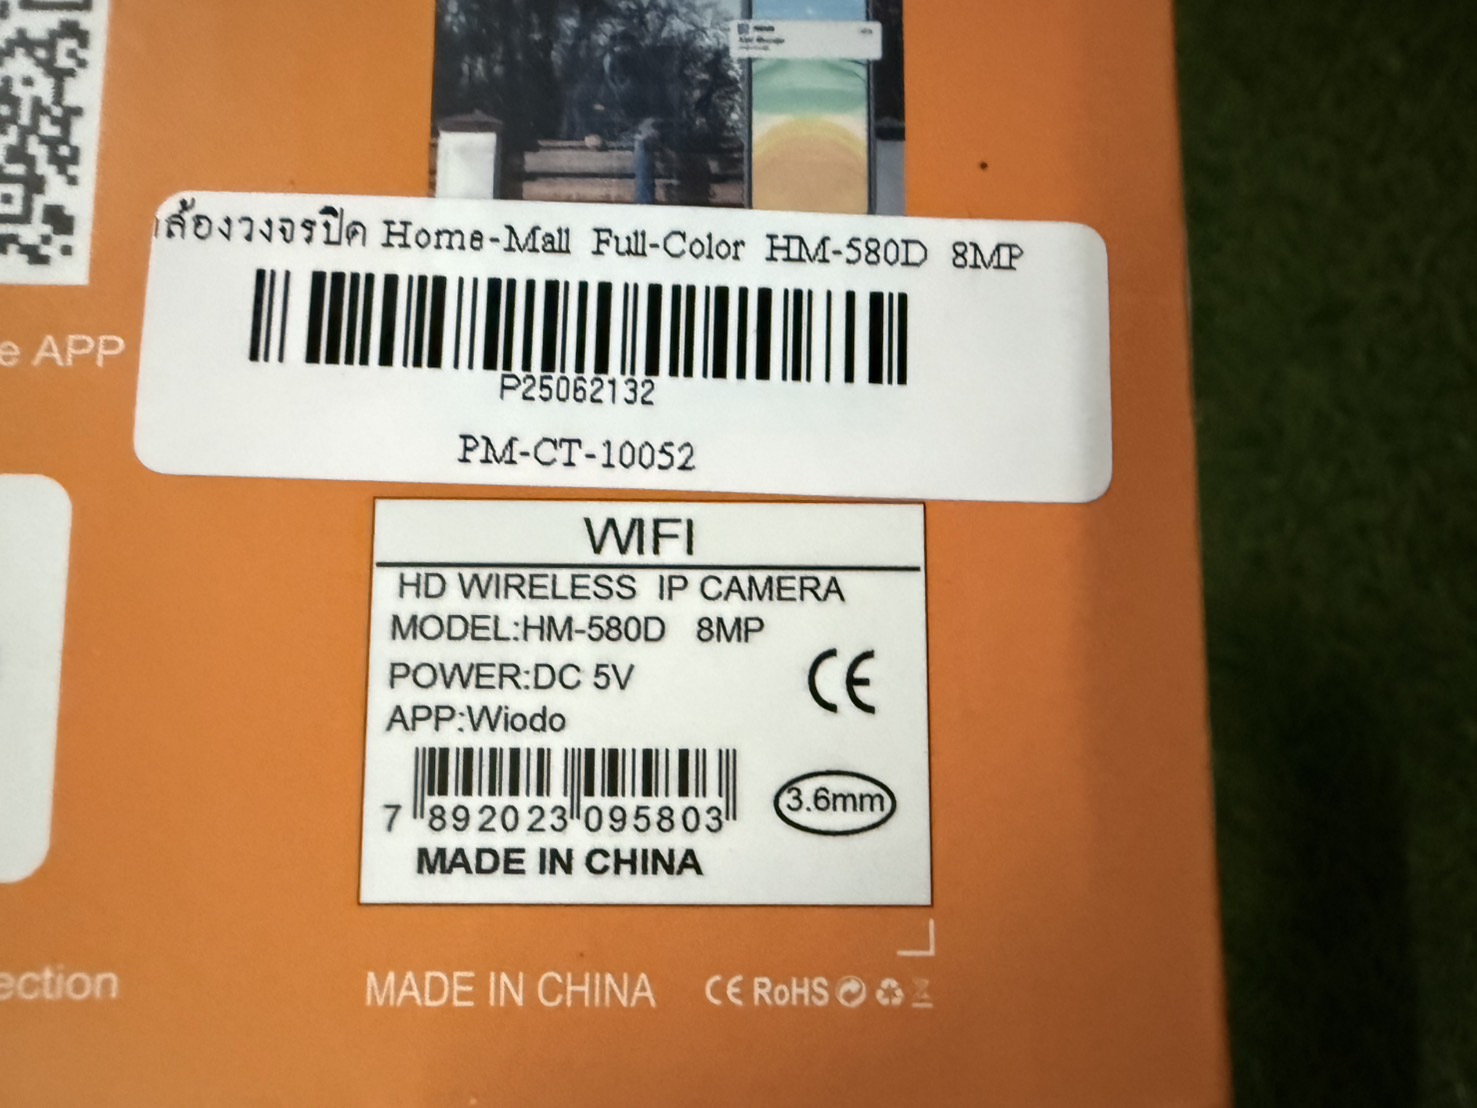 e APP
ล้องวงจรปิด Home-Mall Full-Color HM-580D 8MP
P25062132
PM-CT-10052
WIFI
HD WIRELESS IP CAMERA
MODEL:HM-580D 8MP
POWER:DC 5V
CE
APP:Wiodo
3.6mm
7 892023 095803
MADE IN CHINA
ection
MADE IN CHINA CE RoHS